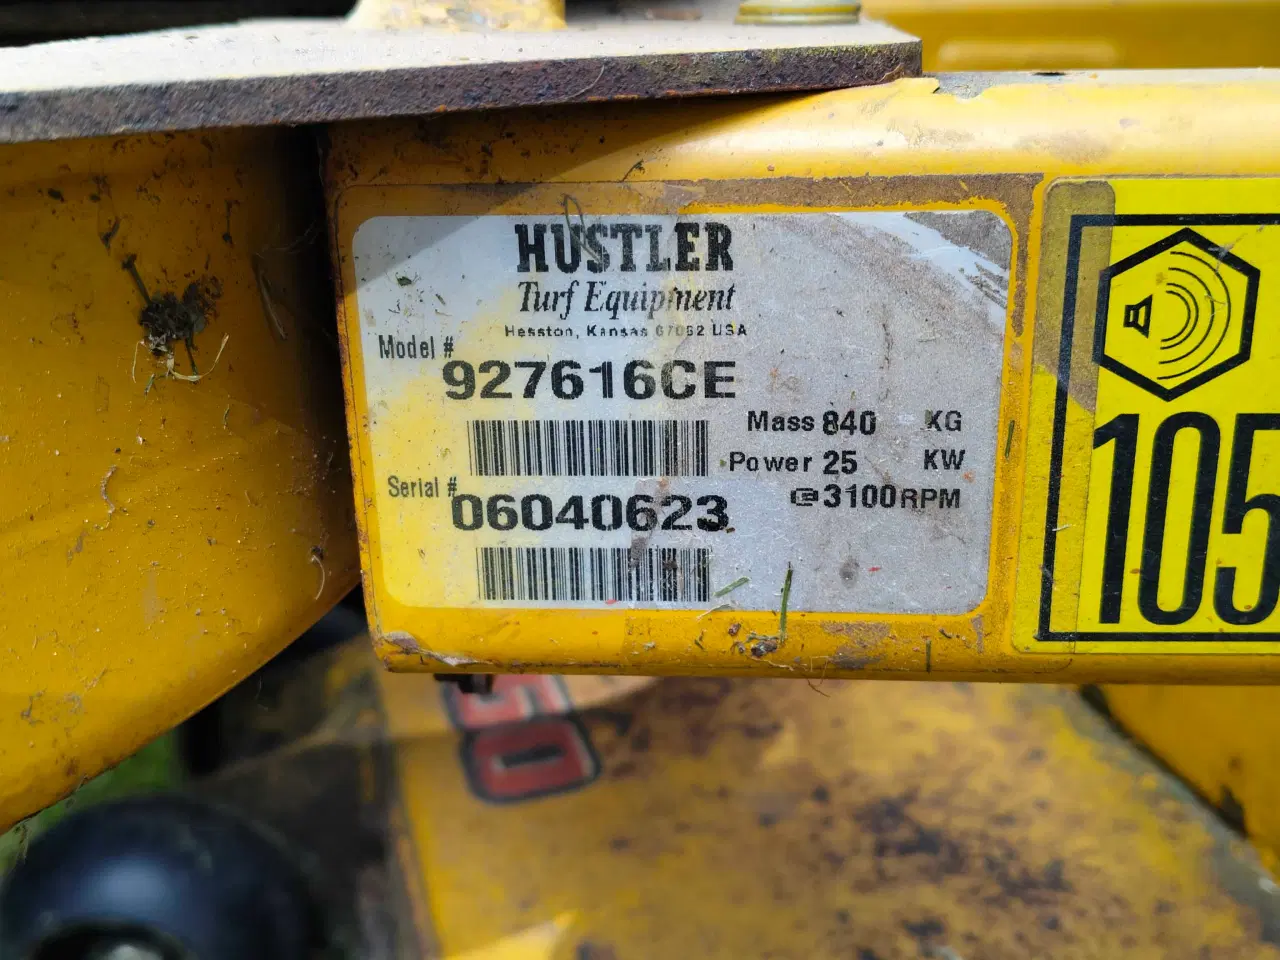 HUSTLER
Turf Equipment
Hesston, Kansas 67062 USA
Model #
927616CE
Mass 840 KG
Power 25 KW
@3100RPM
Serial #
06040623
105